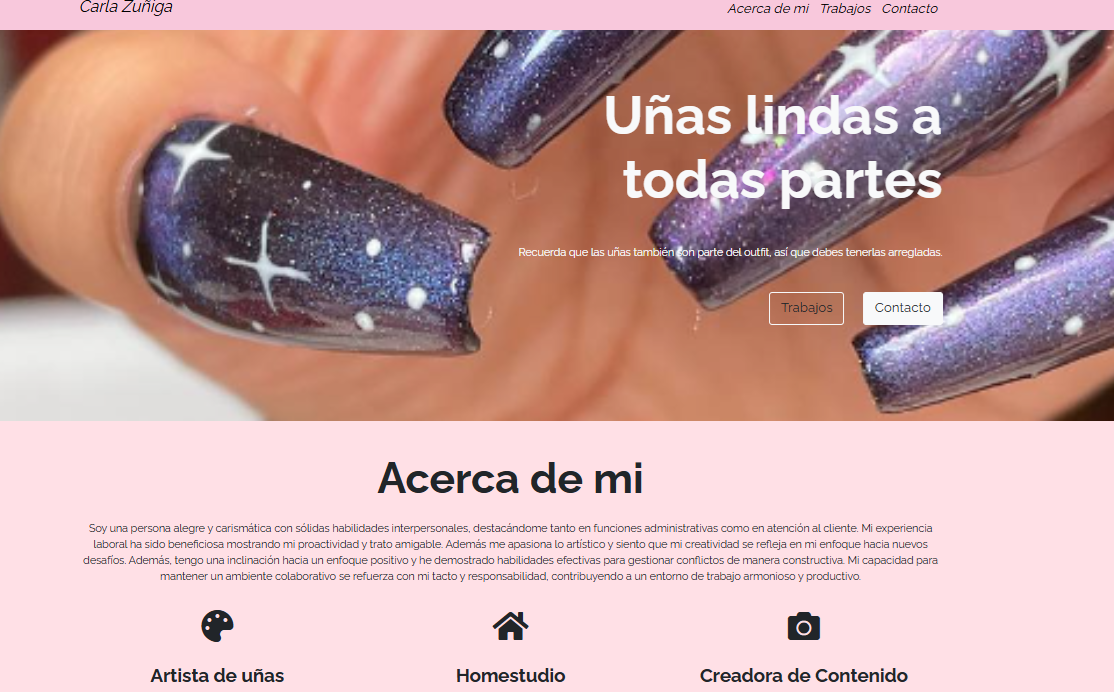 Carla Zuñiga
Acerca de mi Trabajos Contacto
Uñas lindas a
todas partes
Recuerda que las uñas también son parte del outfit, así que debes tenerlas arregladas.
Trabajos Contacto
Acerca de mi
Soy una persona alegre y carismática con sólidas habilidades interpersonales, destacándome tanto en funciones administrativas como en atención al cliente. Mi experiencia
laboral ha sido beneficiosa mostrando mi proactividad y trato amigable. Además me apasiona lo artístico y siento que mi creatividad se refleja en mi enfoque hacia nuevos
desafíos. Además, tengo una inclinación hacia un enfoque positivo y he demostrado habilidades efectivas para gestionar conflictos de manera constructiva. Mi capacidad para
mantener un ambiente colaborativo se refuerza con mi tacto y responsabilidad, contribuyendo a un entorno de trabajo armonioso y productivo.
Artista de uñas Homestudio Creadora de Contenido